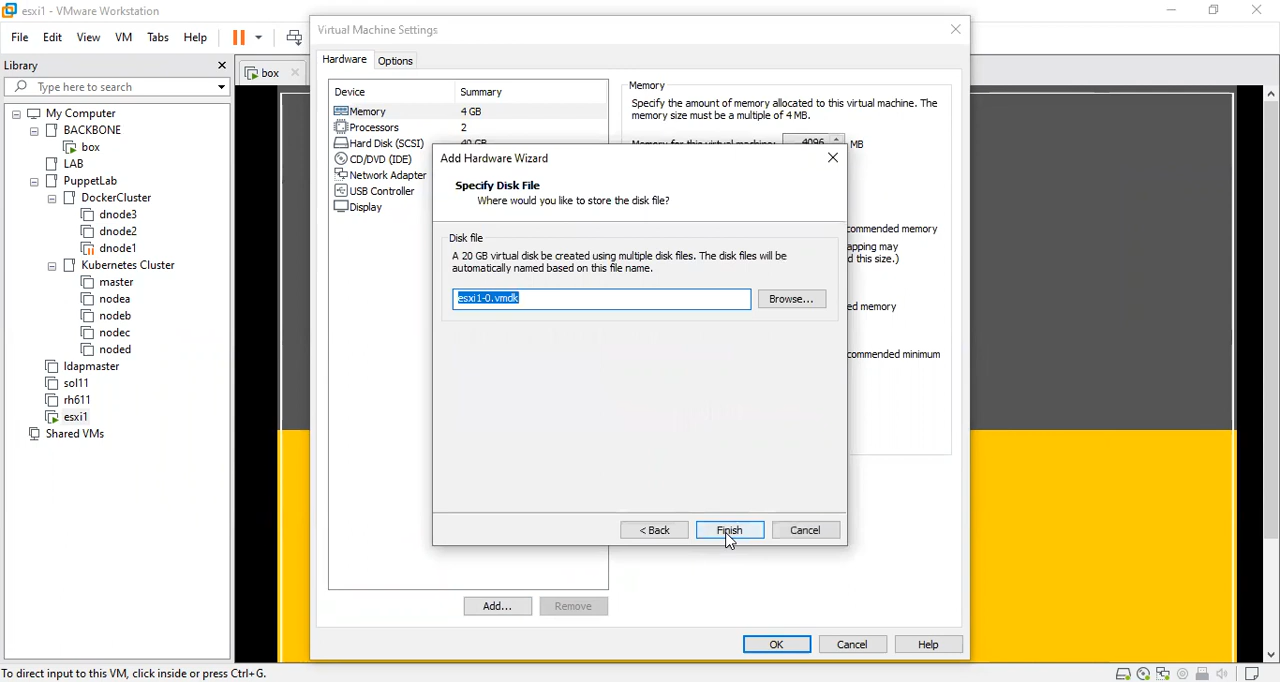 esxi1 - VMware Workstation
File Edit View VM Tabs Help
Library
Type here to search
My Computer
BACKBONE
box
LAB
PuppetLab
DockerCluster
dnode3
dnode2
dnode1
Kubernetes Cluster
master
nodea
nodeb
nodec
noded
ldapmaster
sol11
rh611
esxi1
Shared VMs
box
Virtual Machine Settings
Hardware Options
Device Summary
Memory 4 GB
Processors 2
Hard Disk (SCSI) 40 GB
CD/DVD (IDE)
Network Adapter
USB Controller
Display
Memory
Specify the amount of memory allocated to this virtual machine. The
memory size must be a multiple of 4 MB.
Memory for this virtual machine: 4096 MB
commended memory
apping may
d this size.)
ed memory
commended minimum
Add Hardware Wizard
Specify Disk File
Where would you like to store the disk file?
Disk file
A 20 GB virtual disk be created using multiple disk files. The disk files will be
automatically named based on this file name.
esxi1-0.vmdk
Browse...
< Back Finish Cancel
Add... Remove
OK Cancel Help
To direct input to this VM, click inside or press Ctrl+G.